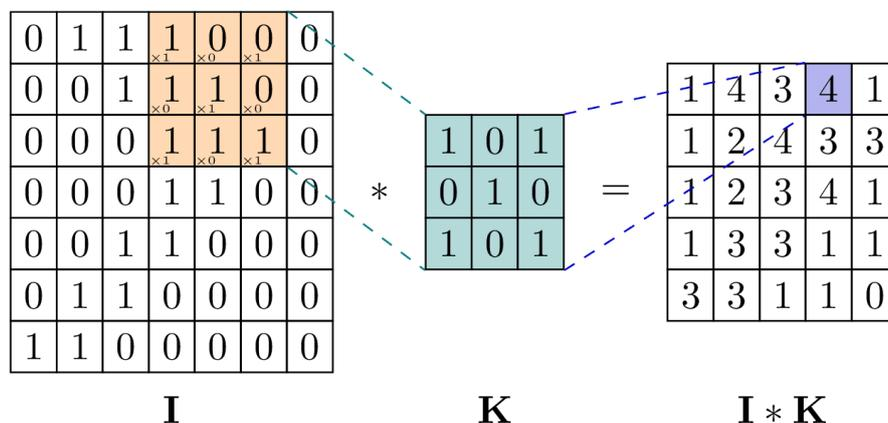 0 1 1 1 0 0 0
×1 ×0 ×1
0 0 1 1 1 0 0
×0 ×1 ×0
0 0 0 1 1 1 0
×1 ×0 ×1
0 0 0 1 1 0 0
0 0 1 1 0 0 0
0 1 1 0 0 0 0
1 1 0 0 0 0 0
I
*
1 0 1
0 1 0
1 0 1
K
=
1 4 3 4 1
1 2 4 3 3
1 2 3 4 1
1 3 3 1 1
3 3 1 1 0
I * K